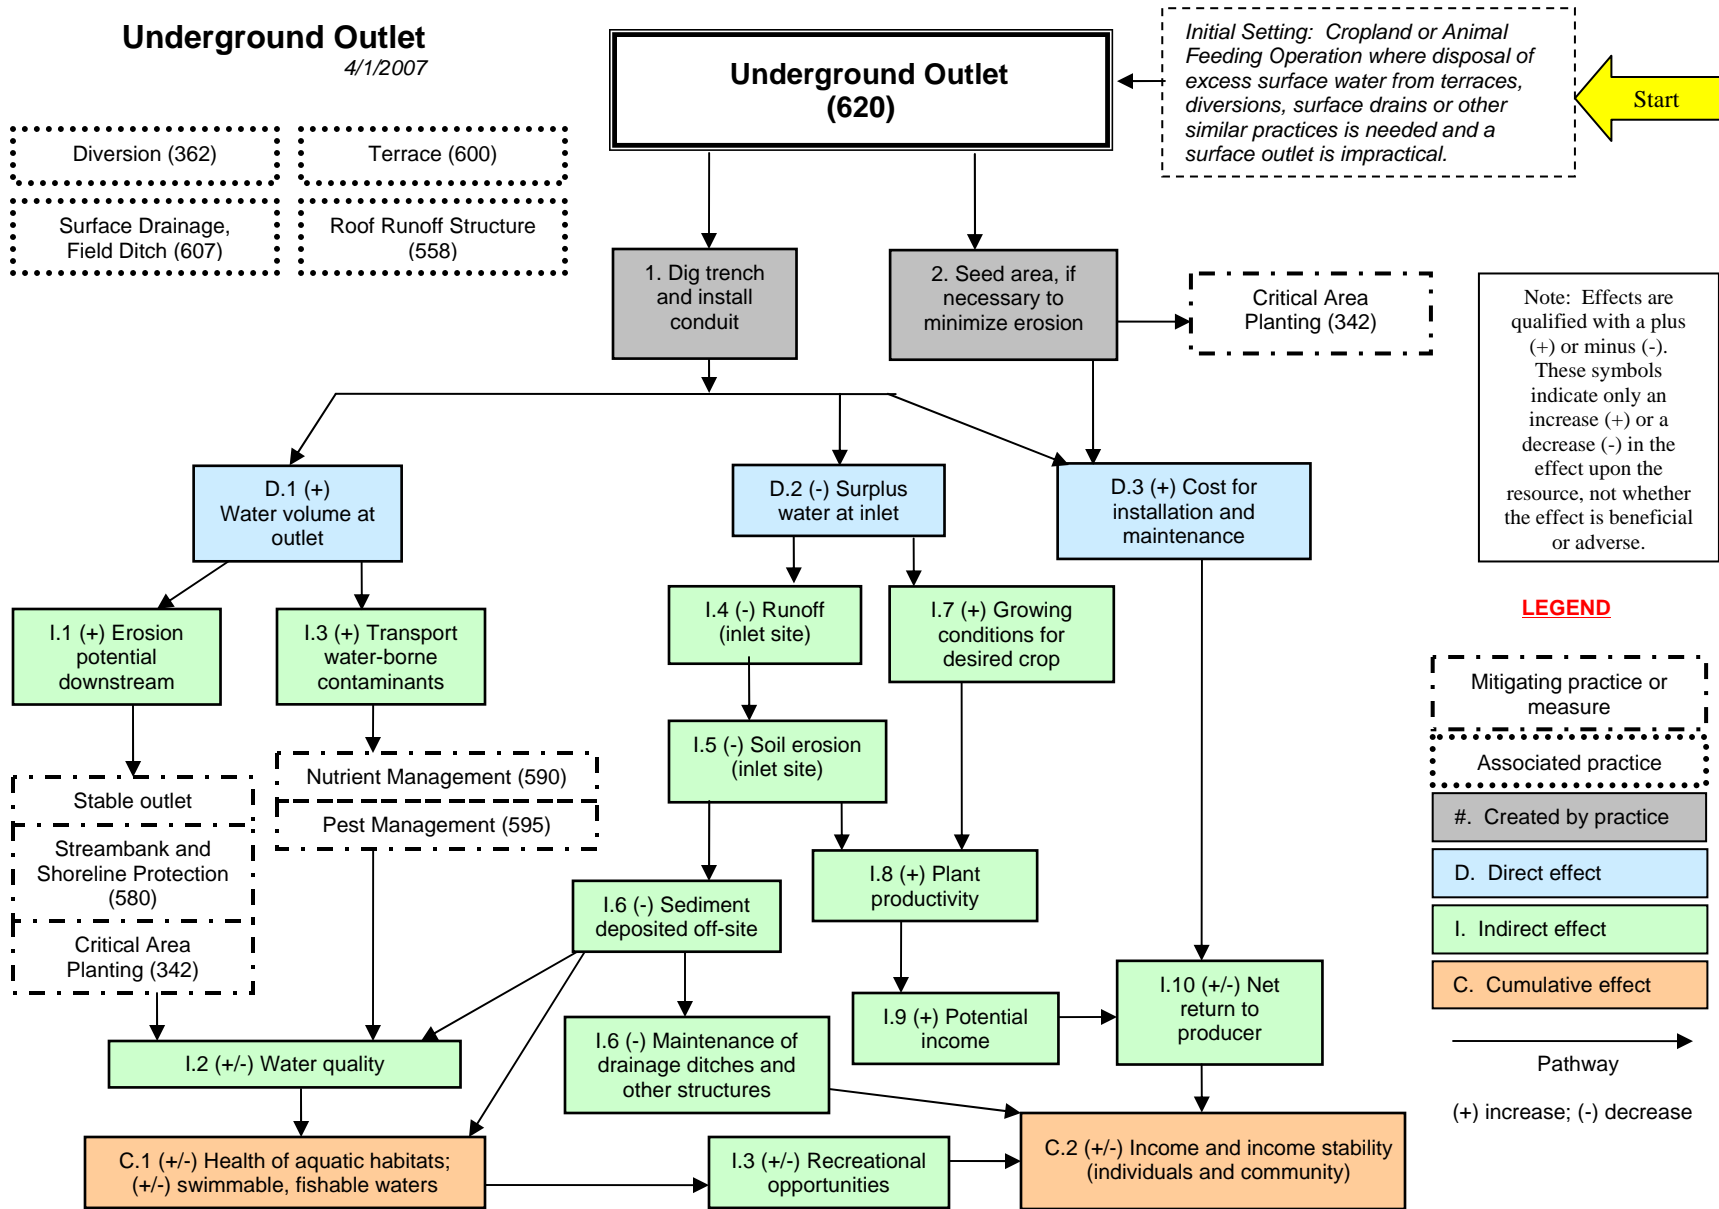 Underground Outlet
4/1/2007
Diversion (362)
Terrace (600)
Surface Drainage,
Field Ditch (607)
Roof Runoff Structure
(558)
Underground Outlet
(620)
Initial Setting: Cropland or Animal
Feeding Operation where disposal of
excess surface water from terraces,
diversions, surface drains or other
similar practices is needed and a
surface outlet is impractical.
Start
1. Dig trench
and install
conduit
2. Seed area, if
necessary to
minimize erosion
Critical Area
Planting (342)
Note: Effects are
qualified with a plus
(+) or minus (-).
These symbols
indicate only an
increase (+) or a
decrease (-) in the
effect upon the
resource, not whether
the effect is beneficial
or adverse.
D.1 (+)
Water volume at
outlet
D.2 (-) Surplus
water at inlet
D.3 (+) Cost for
installation and
maintenance
I.1 (+) Erosion
potential
downstream
I.3 (+) Transport
water-borne
contaminants
I.4 (-) Runoff
(inlet site)
I.7 (+) Growing
conditions for
desired crop
I.5 (-) Soil erosion
(inlet site)
Stable outlet
Streambank and
Shoreline Protection
(580)
Critical Area
Planting (342)
Nutrient Management (590)
Pest Management (595)
I.6 (-) Sediment
deposited off-site
I.8 (+) Plant
productivity
I.9 (+) Potential
income
I.10 (+/-) Net
return to
producer
I.2 (+/-) Water quality
I.6 (-) Maintenance of
drainage ditches and
other structures
C.1 (+/-) Health of aquatic habitats;
(+/-) swimmable, fishable waters
I.3 (+/-) Recreational
opportunities
C.2 (+/-) Income and income stability
(individuals and community)
LEGEND
Mitigating practice or
measure
Associated practice
#. Created by practice
D. Direct effect
I. Indirect effect
C. Cumulative effect
Pathway
(+) increase; (-) decrease